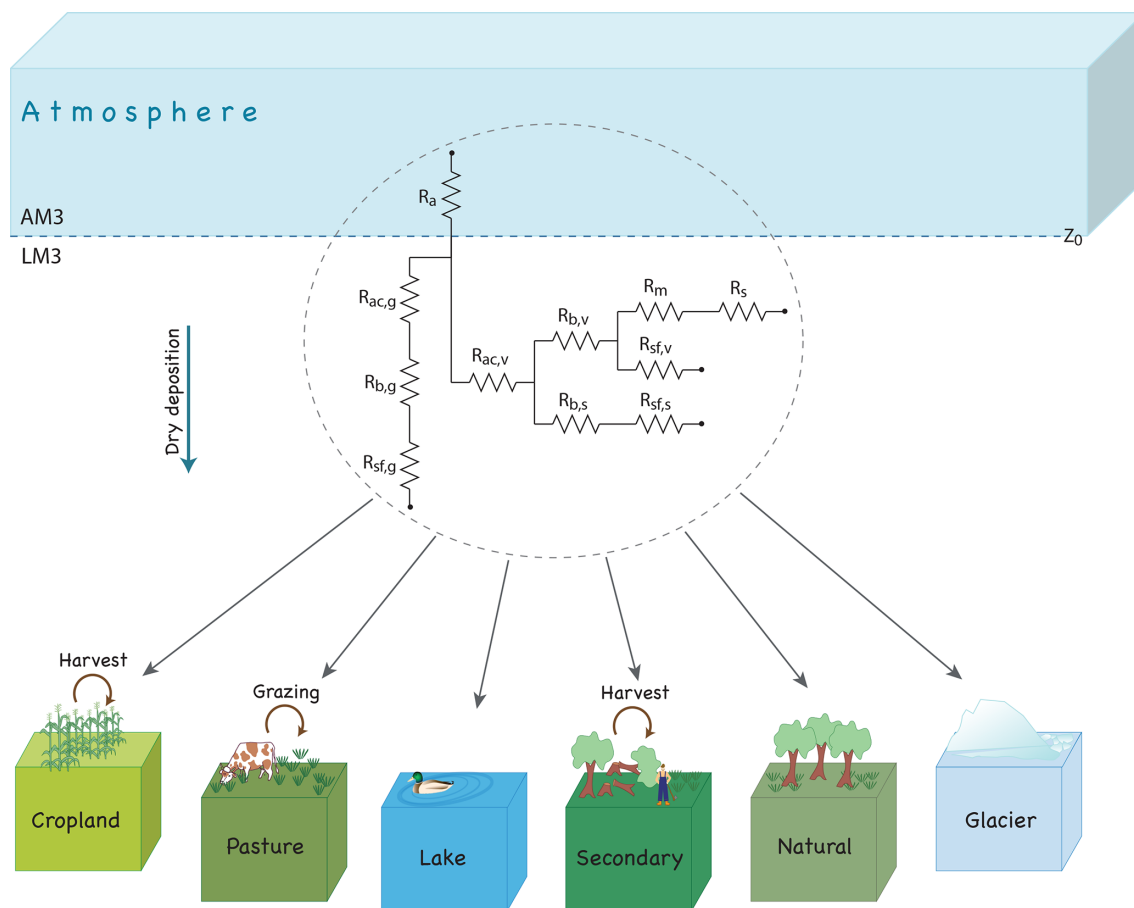 Atmosphere
AM3
LM3
Z0
Ra
Rac,g
Rb,g
Rsf,g
Rac,v
Rb,v
Rm
Rs
Rsf,v
Rb,s
Rsf,s
Dry deposition
Harvest
Grazing
Harvest
Cropland
Pasture
Lake
Secondary
Natural
Glacier